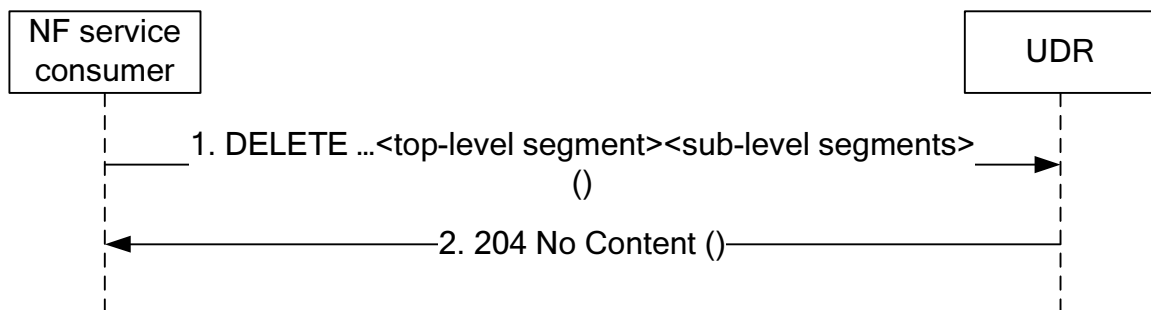 NF service
consumer
UDR
1. DELETE …<top-level segment><sub-level segments>
()
2. 204 No Content ()